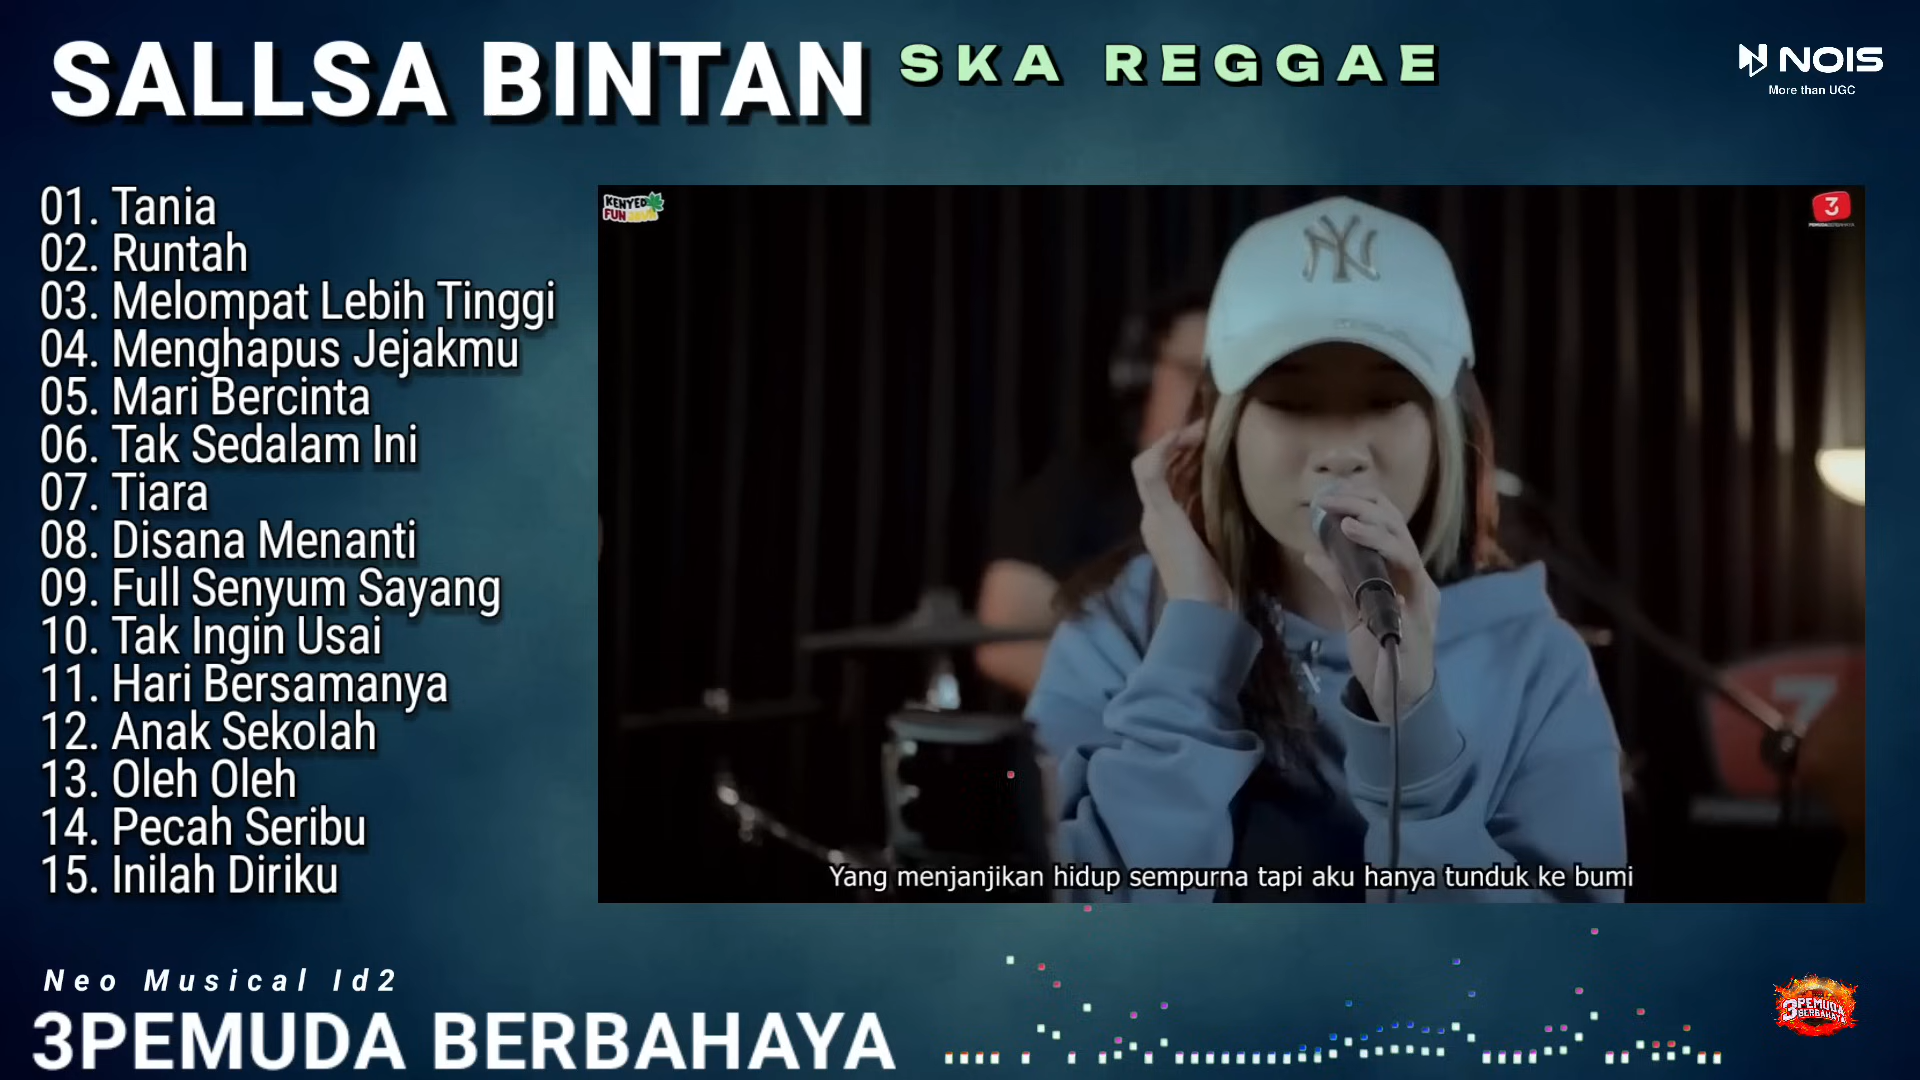 SALLSA BINTAN
SKA REGGAE
NOIS
More than UGC
01. Tania
02. Runtah
03. Melompat Lebih Tinggi
04. Menghapus Jejakmu
05. Mari Bercinta
06. Tak Sedalam Ini
07. Tiara
08. Disana Menanti
09. Full Senyum Sayang
10. Tak Ingin Usai
11. Hari Bersamanya
12. Anak Sekolah
13. Oleh Oleh
14. Pecah Seribu
15. Inilah Diriku
KENYED
FUN
3
NY
3
Yang menjanjikan hidup sempurna tapi aku hanya tunduk ke bumi
Neo Musical Id2
3PEMUDA BERBAHAYA
3PEMUDA
BERBAHAYA